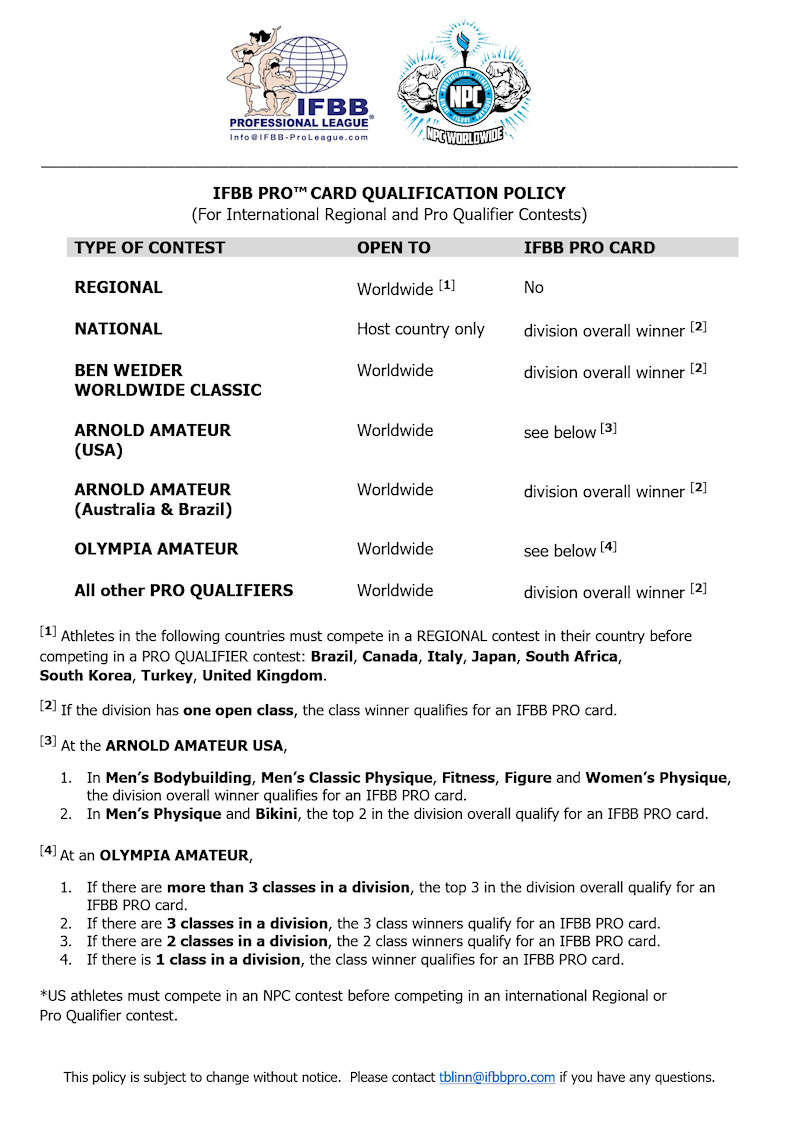 IFBB
PROFESSIONAL LEAGUE®
Info@IFBB-ProLeague.com
NPC
NPC WORLDWIDE
IFBB PRO™ CARD QUALIFICATION POLICY
(For International Regional and Pro Qualifier Contests)
TYPE OF CONTEST OPEN TO IFBB PRO CARD
REGIONAL Worldwide [1] No
NATIONAL Host country only division overall winner [2]
BEN WEIDER Worldwide division overall winner [2]
WORLDWIDE CLASSIC
ARNOLD AMATEUR Worldwide see below [3]
(USA)
ARNOLD AMATEUR Worldwide division overall winner [2]
(Australia & Brazil)
OLYMPIA AMATEUR Worldwide see below [4]
All other PRO QUALIFIERS Worldwide division overall winner [2]
[1] Athletes in the following countries must compete in a REGIONAL contest in their country before
competing in a PRO QUALIFIER contest: Brazil, Canada, Italy, Japan, South Africa,
South Korea, Turkey, United Kingdom.
[2] If the division has one open class, the class winner qualifies for an IFBB PRO card.
[3] At the ARNOLD AMATEUR USA,
1. In Men's Bodybuilding, Men's Classic Physique, Fitness, Figure and Women's Physique,
the division overall winner qualifies for an IFBB PRO card.
2. In Men's Physique and Bikini, the top 2 in the division overall qualify for an IFBB PRO card.
[4] At an OLYMPIA AMATEUR,
1. If there are more than 3 classes in a division, the top 3 in the division overall qualify for an
IFBB PRO card.
2. If there are 3 classes in a division, the 3 class winners qualify for an IFBB PRO card.
3. If there are 2 classes in a division, the 2 class winners qualify for an IFBB PRO card.
4. If there is 1 class in a division, the class winner qualifies for an IFBB PRO card.
*US athletes must compete in an NPC contest before competing in an international Regional or
Pro Qualifier contest.
This policy is subject to change without notice. Please contact tblinn@ifbbpro.com if you have any questions.